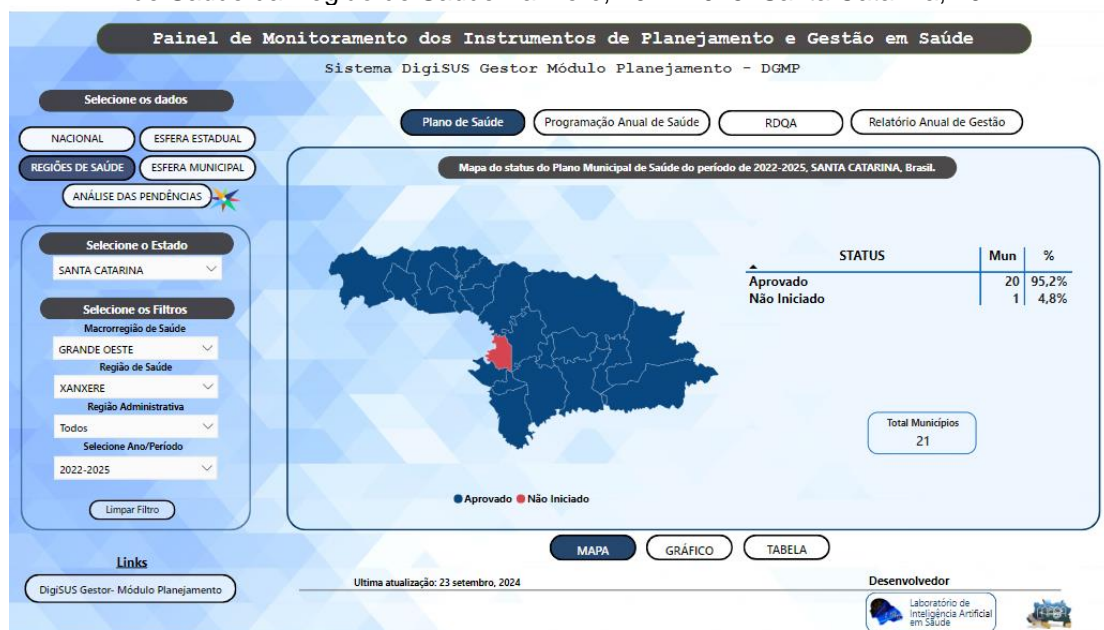 Painel de Monitoramento dos Instrumentos de Planejamento e Gestão em Saúde
Sistema DigiSUS Gestor Módulo Planejamento - DGMP
Selecione os dados
NACIONAL
ESFERA ESTADUAL
REGIÕES DE SAÚDE
ESFERA MUNICIPAL
ANÁLISE DAS PENDÊNCIAS
Plano de Saúde
Programação Anual de Saúde
RDQA
Relatório Anual de Gestão
Selecione o Estado
SANTA CATARINA
Selecione os Filtros
Macrorregião de Saúde
GRANDE OESTE
Região de Saúde
XANXERE
Região Administrativa
Todos
Selecione Ano/Período
2022-2025
Limpar Filtro
Links
DigiSUS Gestor- Módulo Planejamento
Mapa do status do Plano Municipal de Saúde do período de 2022-2025, SANTA CATARINA, Brasil.
STATUS Mun %
Aprovado 20 95,2%
Não Iniciado 1 4,8%
Total Municípios
21
Aprovado Não Iniciado
MAPA
GRÁFICO
TABELA
Ultima atualização: 23 setembro, 2024
Desenvolvedor
Laboratório de
Inteligência Artificial
em Saúde